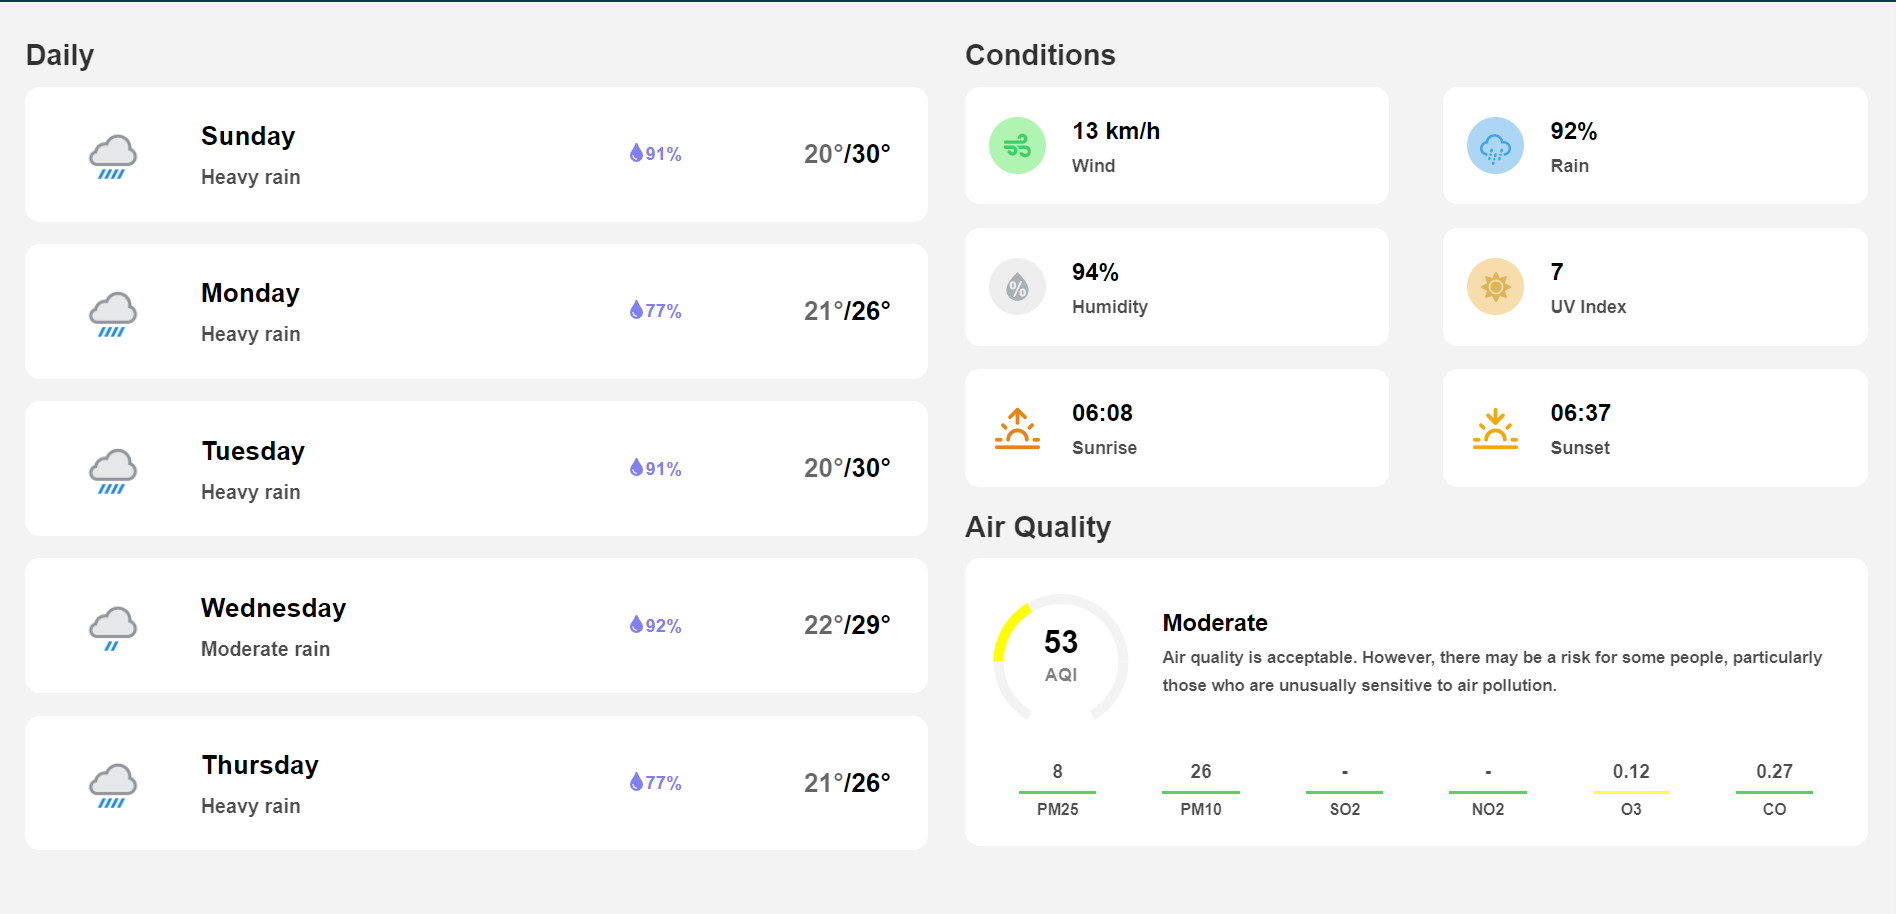 Daily
Sunday
Heavy rain
91%
20°/30°
Monday
Heavy rain
77%
21°/26°
Tuesday
Heavy rain
91%
20°/30°
Wednesday
Moderate rain
92%
22°/29°
Thursday
Heavy rain
77%
21°/26°
Conditions
13 km/h
Wind
92%
Rain
%
94%
Humidity
7
UV Index
06:08
Sunrise
06:37
Sunset
Air Quality
53
AQI
Moderate
Air quality is acceptable. However, there may be a risk for some people, particularly
those who are unusually sensitive to air pollution.
8
PM25
26
PM10
-
SO2
-
NO2
0.12
O3
0.27
CO